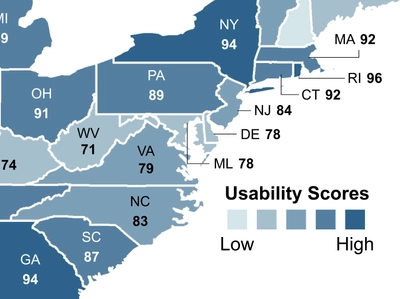 MI
9
NY
94
MA 92
RI 96
CT 92
OH
91
PA
89
NJ 84
DE 78
ML 78
WV
71
VA
79
74
NC
83
SC
87
GA
94
Usability Scores
Low High